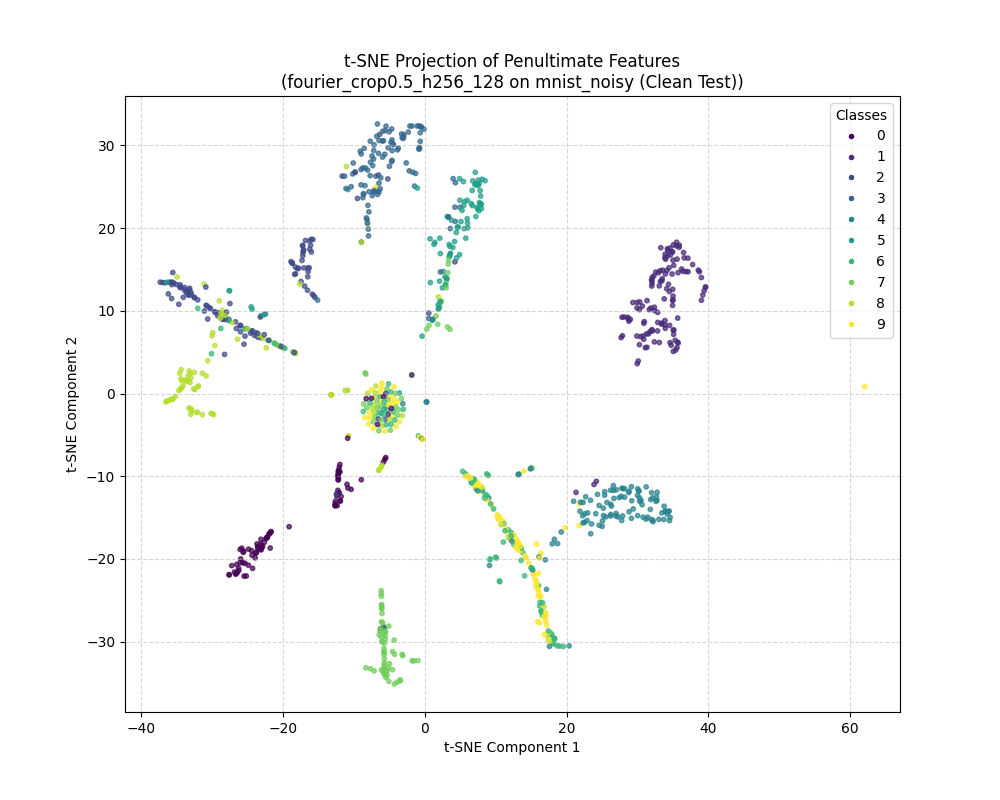 t-SNE Projection of Penultimate Features
(fourier_crop0.5_h256_128 on mnist_noisy (Clean Test))
Classes
0
1
2
3
4
5
6
7
8
9
30
20
10
0
−10
−20
−30
t-SNE Component 2
−40 −20 0 20 40 60
t-SNE Component 1